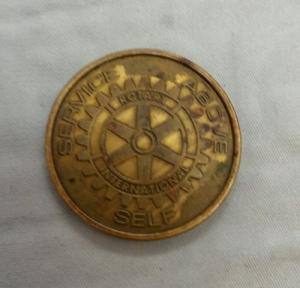 SERVICE ABOVE
SELF
ROTARY
INTERNATIONAL